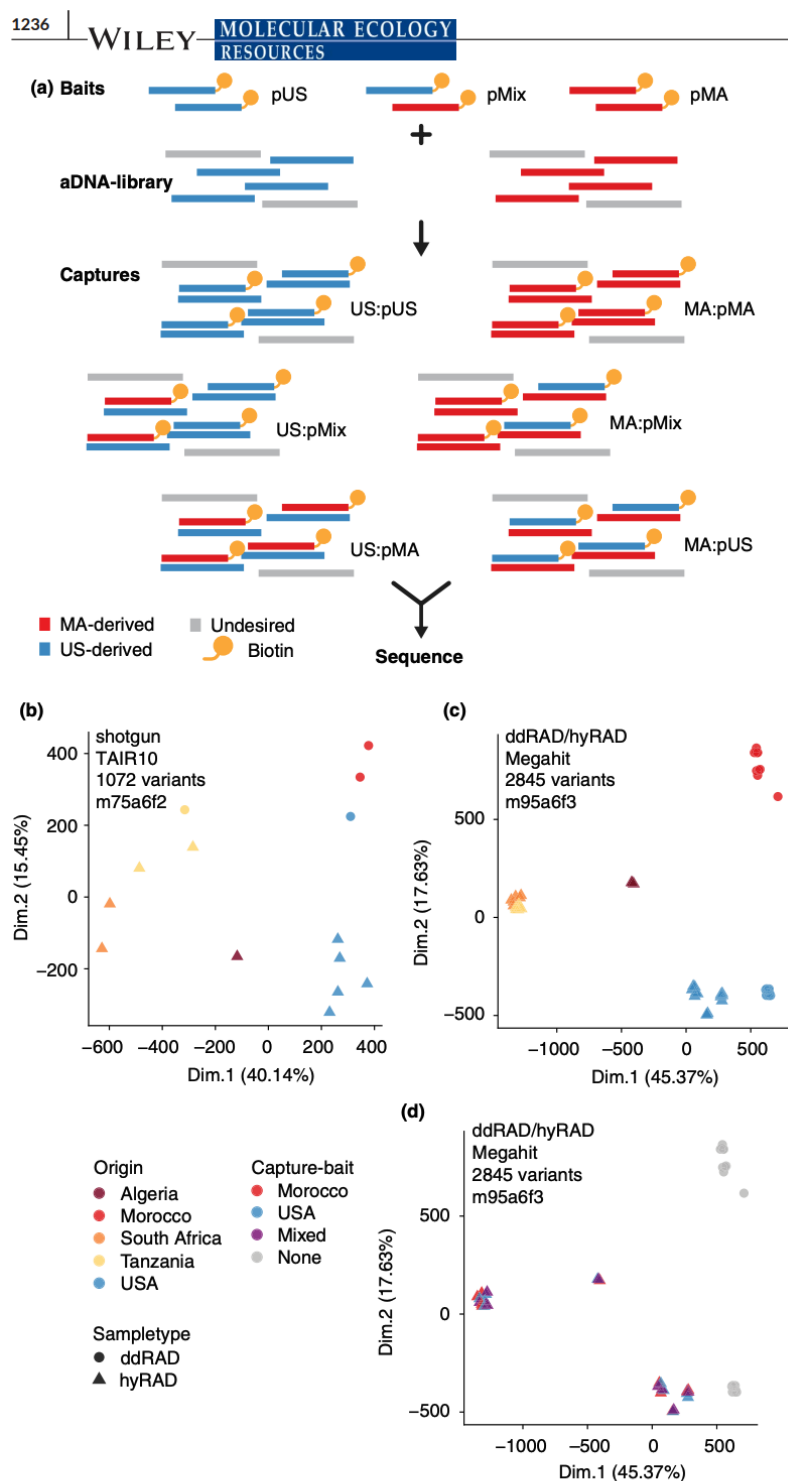 1236
WILEY
MOLECULAR ECOLOGY
RESOURCES
(a) Baits
pUS
pMix
pMA
+
aDNA-library
Captures
US:pUS
MA:pMA
US:pMix
MA:pMix
US:pMA
MA:pUS
MA-derived
Undesired
US-derived
Biotin
Sequence
(b)
shotgun
TAIR10
1072 variants
m75a6f2
400
200
0
−200
Dim.2 (15.45%)
−600 −400 −200 0 200 400
Dim.1 (40.14%)
(c)
ddRAD/hyRAD
Megahit
2845 variants
m95a6f3
500
0
−500
Dim.2 (17.63%)
−1000 −500 0 500
Dim.1 (45.37%)
(d)
ddRAD/hyRAD
Megahit
2845 variants
m95a6f3
500
0
−500
Dim.2 (17.63%)
−1000 −500 0 500
Dim.1 (45.37%)
Origin
Algeria
Morocco
South Africa
Tanzania
USA
Capture-bait
Morocco
USA
Mixed
None
Sampletype
ddRAD
hyRAD